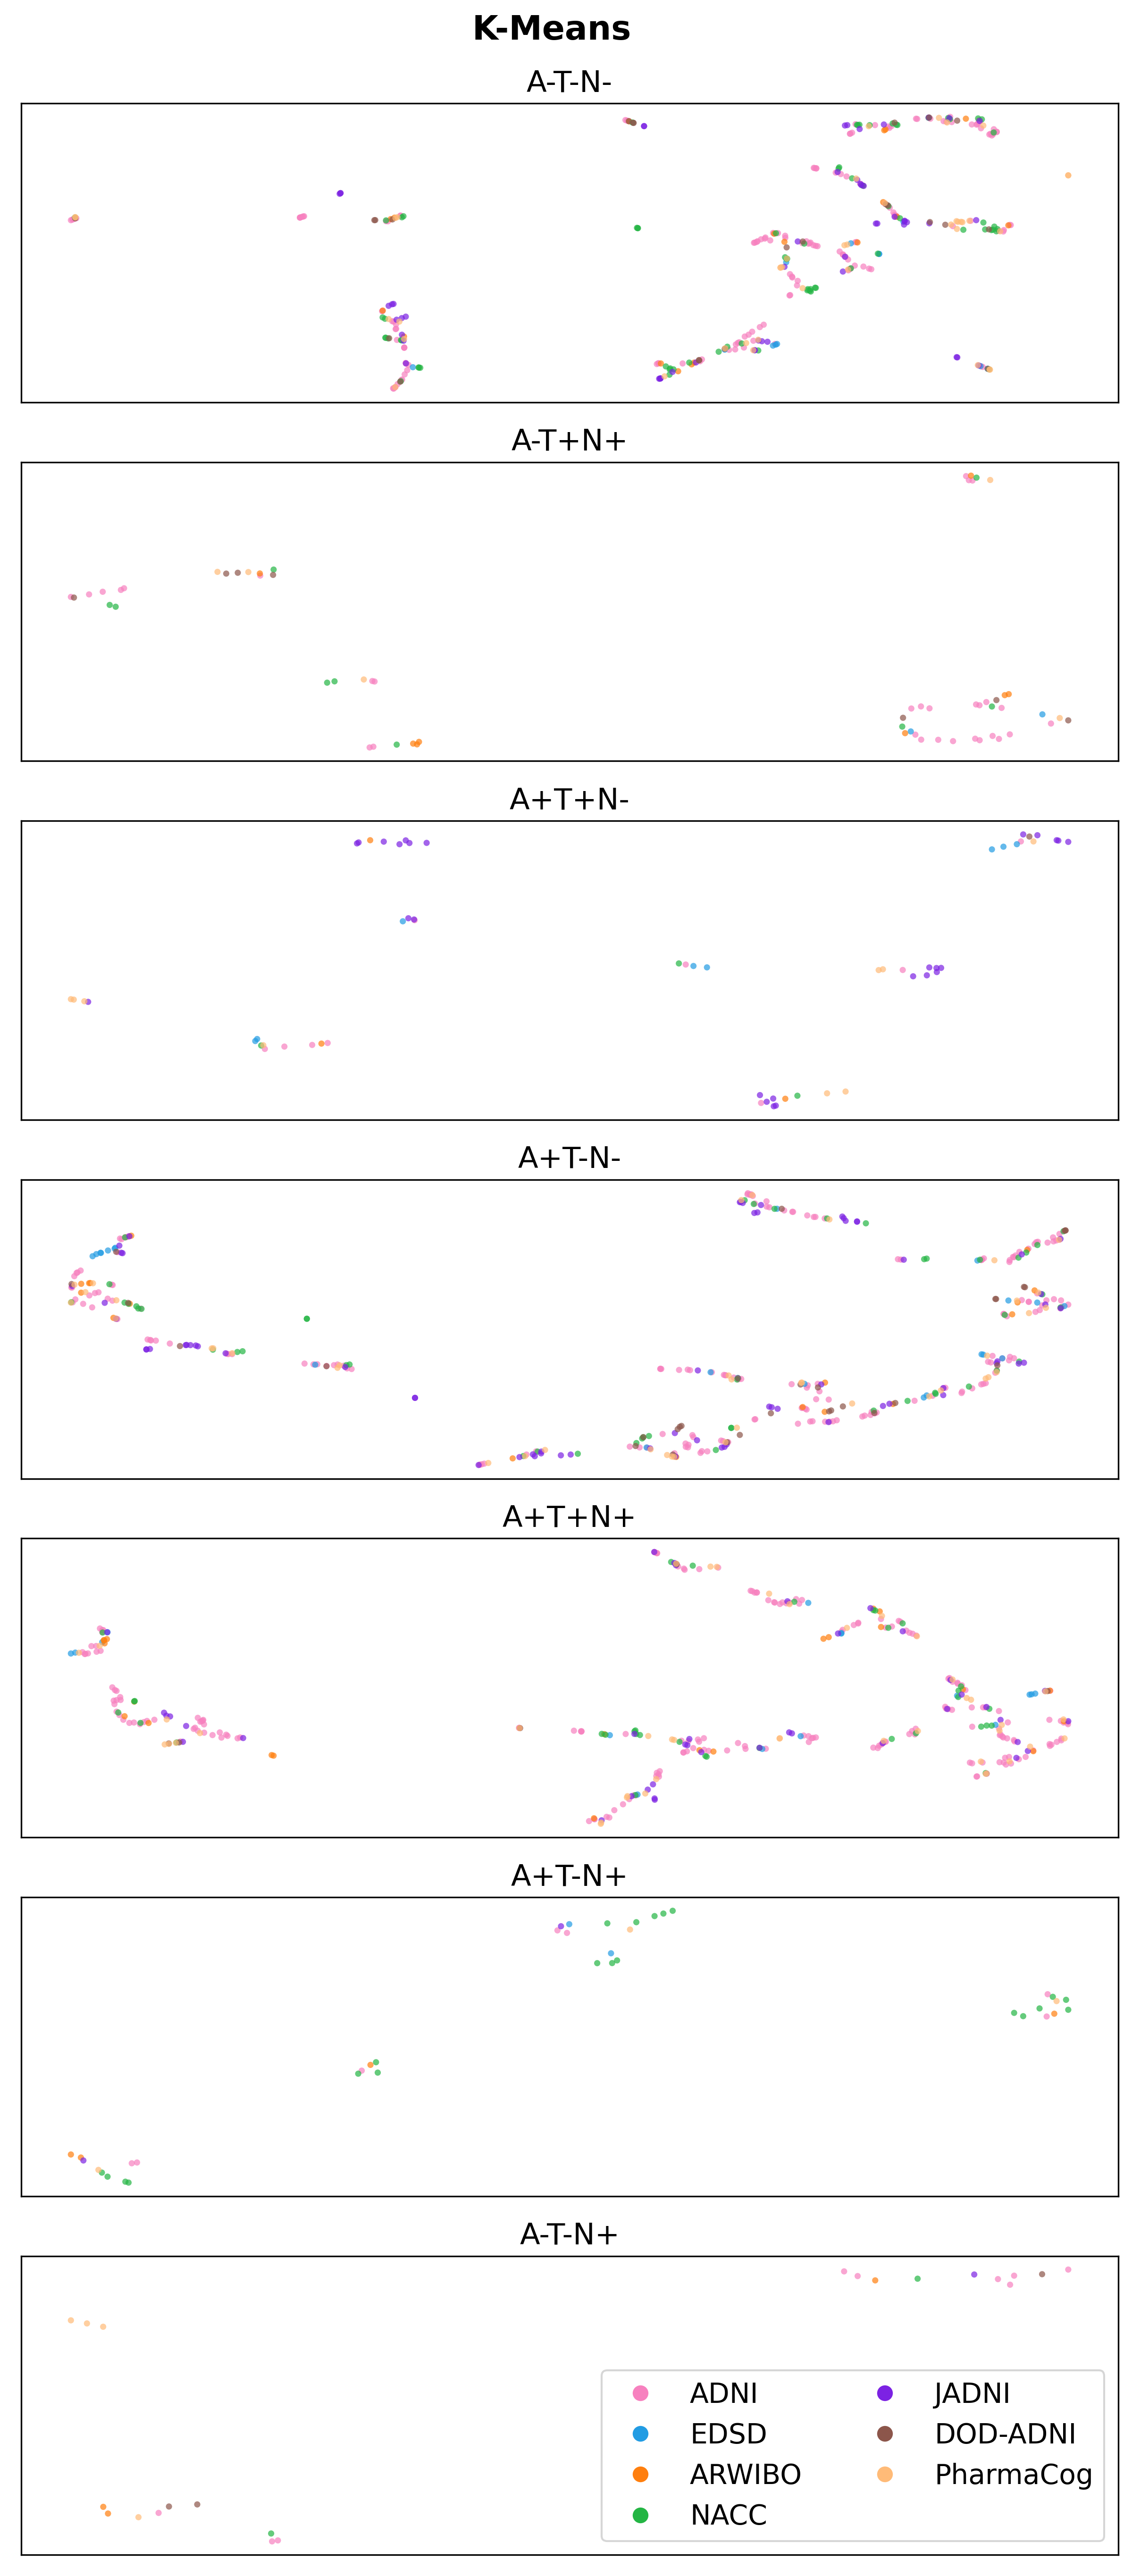 K-Means
A-T-N-
A-T+N+
A+T+N-
A+T-N-
A+T+N+
A+T-N+
A-T-N+
ADNI
EDSD
ARWIBO
NACC
JADNI
DOD-ADNI
PharmaCog